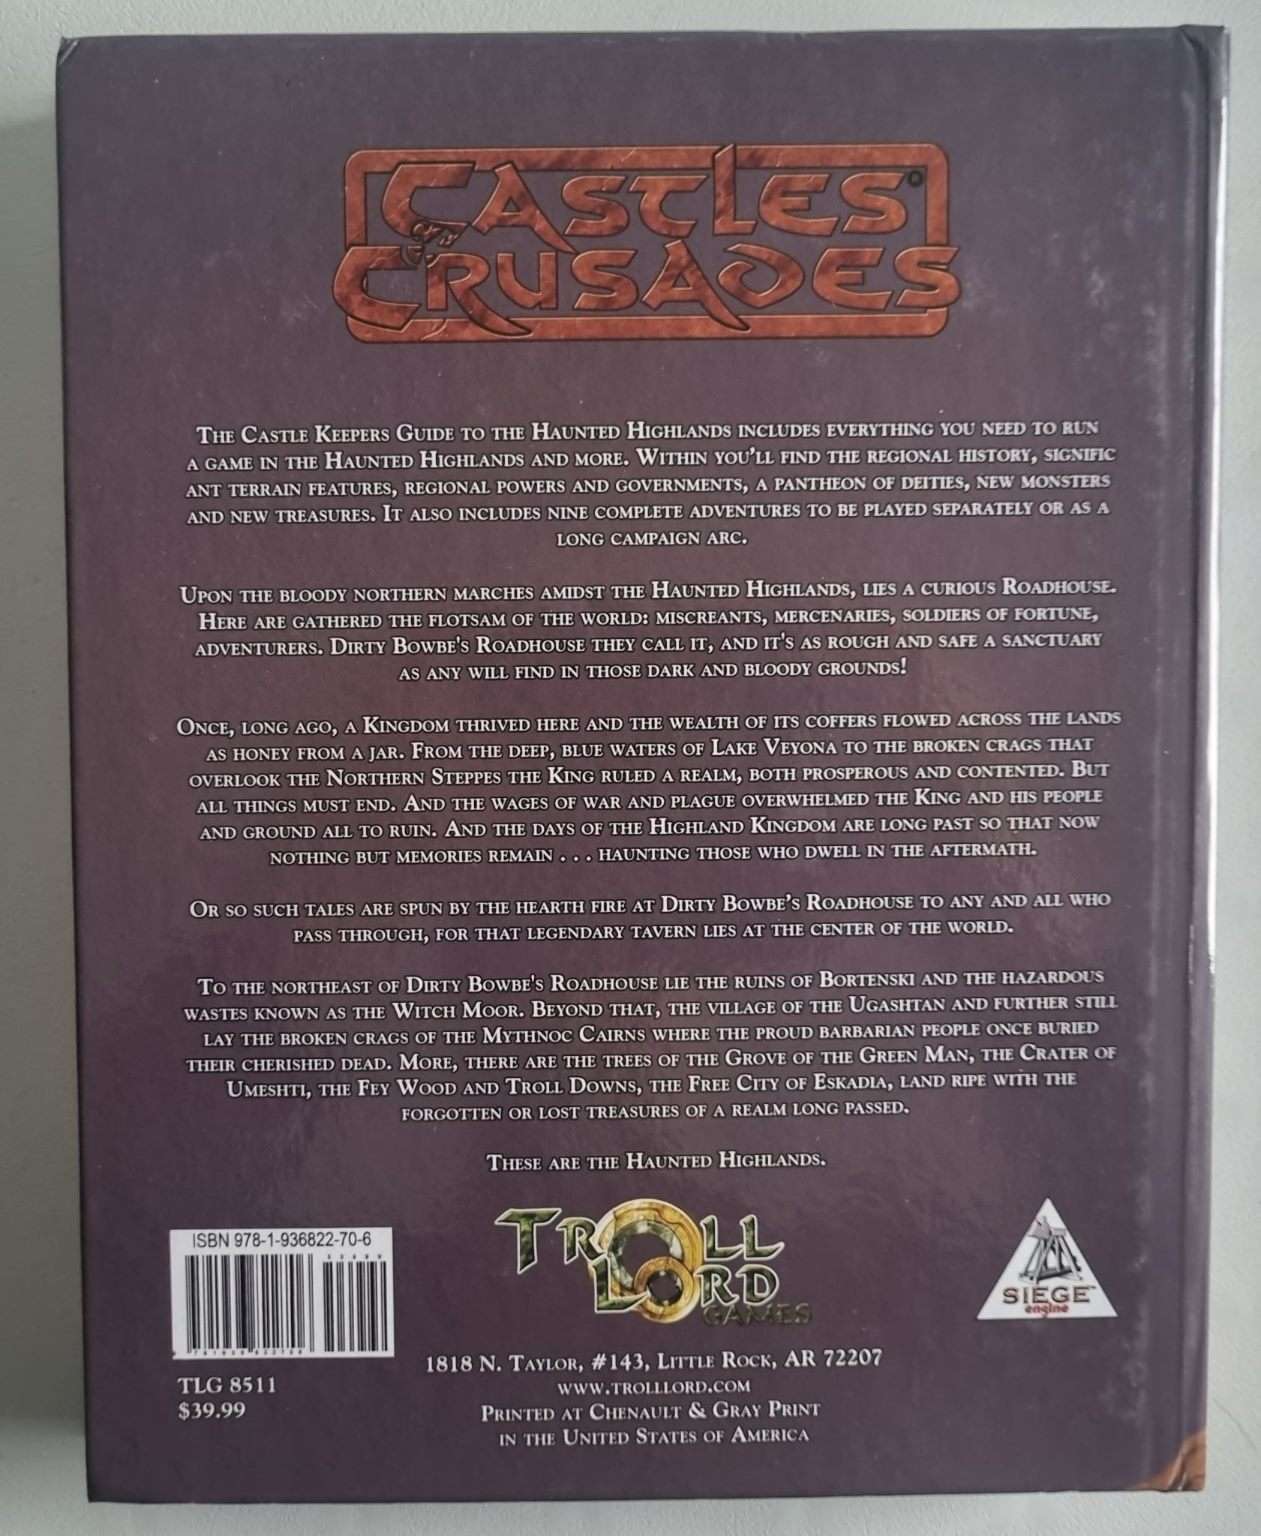 CASTLES®
& CRUSADES
THE CASTLE KEEPERS GUIDE TO THE HAUNTED HIGHLANDS INCLUDES EVERYTHING YOU NEED TO RUN
A GAME IN THE HAUNTED HIGHLANDS AND MORE. WITHIN YOU'LL FIND THE REGIONAL HISTORY, SIGNIFIC
ANT TERRAIN FEATURES, REGIONAL POWERS AND GOVERNMENTS, A PANTHEON OF DEITIES, NEW MONSTERS
AND NEW TREASURES. IT ALSO INCLUDES NINE COMPLETE ADVENTURES TO BE PLAYED SEPARATELY OR AS A
LONG CAMPAIGN ARC.
UPON THE BLOODY NORTHERN MARCHES AMIDST THE HAUNTED HIGHLANDS, LIES A CURIOUS ROADHOUSE.
HERE ARE GATHERED THE FLOTSAM OF THE WORLD: MISCREANTS, MERCENARIES, SOLDIERS OF FORTUNE,
ADVENTURERS. DIRTY BOWBE'S ROADHOUSE THEY CALL IT, AND IT'S AS ROUGH AND SAFE A SANCTUARY
AS ANY WILL FIND IN THOSE DARK AND BLOODY GROUNDS!
ONCE, LONG AGO, A KINGDOM THRIVED HERE AND THE WEALTH OF ITS COFFERS FLOWED ACROSS THE LANDS
AS HONEY FROM A JAR. FROM THE DEEP, BLUE WATERS OF LAKE VEYONA TO THE BROKEN CRAGS THAT
OVERLOOK THE NORTHERN STEPPES THE KING RULED A REALM, BOTH PROSPEROUS AND CONTENTED. BUT
ALL THINGS MUST END. AND THE WAGES OF WAR AND PLAGUE OVERWHELMED THE KING AND HIS PEOPLE
AND GROUND ALL TO RUIN. AND THE DAYS OF THE HIGHLAND KINGDOM ARE LONG PAST SO THAT NOW
NOTHING BUT MEMORIES REMAIN . . . HAUNTING THOSE WHO DWELL IN THE AFTERMATH.
OR SO SUCH TALES ARE SPUN BY THE HEARTH FIRE AT DIRTY BOWBE'S ROADHOUSE TO ANY AND ALL WHO
PASS THROUGH, FOR THAT LEGENDARY TAVERN LIES AT THE CENTER OF THE WORLD.
TO THE NORTHEAST OF DIRTY BOWBE'S ROADHOUSE LIE THE RUINS OF BORTENSKI AND THE HAZARDOUS
WASTES KNOWN AS THE WITCH MOOR. BEYOND THAT, THE VILLAGE OF THE UGASHTAN AND FURTHER STILL
LAY THE BROKEN CRAGS OF THE MYTHNOC CAIRNS WHERE THE PROUD BARBARIAN PEOPLE ONCE BURIED
THEIR CHERISHED DEAD. MORE, THERE ARE THE TREES OF THE GROVE OF THE GREEN MAN, THE CRATER OF
UMESHTI, THE FEY WOOD AND TROLL DOWNS, THE FREE CITY OF ESKADIA, LAND RIPE WITH THE
FORGOTTEN OR LOST TREASURES OF A REALM LONG PASSED.
THESE ARE THE HAUNTED HIGHLANDS.
ISBN 978-1-936822-70-6
TLG 8511
$39.99
TROLL
LORD
GAMES
1818 N. TAYLOR, #143, LITTLE ROCK, AR 72207
WWW.TROLLLORD.COM
PRINTED AT CHENAULT & GRAY PRINT
IN THE UNITED STATES OF AMERICA
SIEGE™
engine